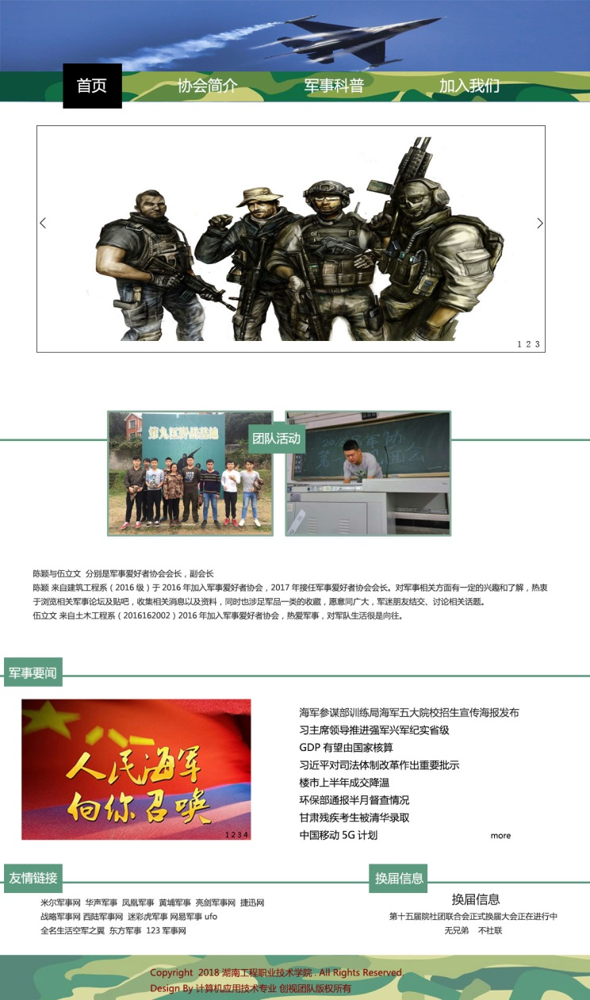 首页
协会简介
军事科普
加入我们
1 2 3
第九区野战基地
团队活动
陈颖与伍立文 分别是军事爱好者协会会长，副会长
陈颖 来自建筑工程系（2016 级）于 2016 年加入军事爱好者协会，2017 年接任军事爱好者协会会长。对军事相关方面有一定的兴趣和了解，热衷
于浏览相关军事论坛及贴吧，收集相关消息以及资料，同时也涉足军品一类的收藏，愿意同广大，军迷朋友结交、讨论相关话题。
伍立文 来自土木工程系（2016162002）2016 年加入军事爱好者协会，热爱军事，对军队生活很是向往。
军事要闻
人民海军
向你召唤
1 2 3 4
海军参谋部训练局海军五大院校招生宣传海报发布
习主席领导推进强军兴军纪实省级
GDP 有望由国家核算
习近平对司法体制改革作出重要批示
楼市上半年成交降温
环保部通报半月督查情况
甘肃残疾考生被清华录取
中国移动 5G 计划
more
友情链接
米尔军事网 华声军事 凤凰军事 黄埔军事 亮剑军事网 捷迅网
战略军事网 西陆军事网 迷彩虎军事 网易军事 ufo
全名生活空军之翼 东方军事 123 军事网
换届信息
换届信息
第十五届院社团联合会正式换届大会正在进行中
无兄弟 不社联
Copyright 2018 湖南工程职业技术学院 . All Rights Reserved.
Design By 计算机应用技术专业 创视团队版权所有